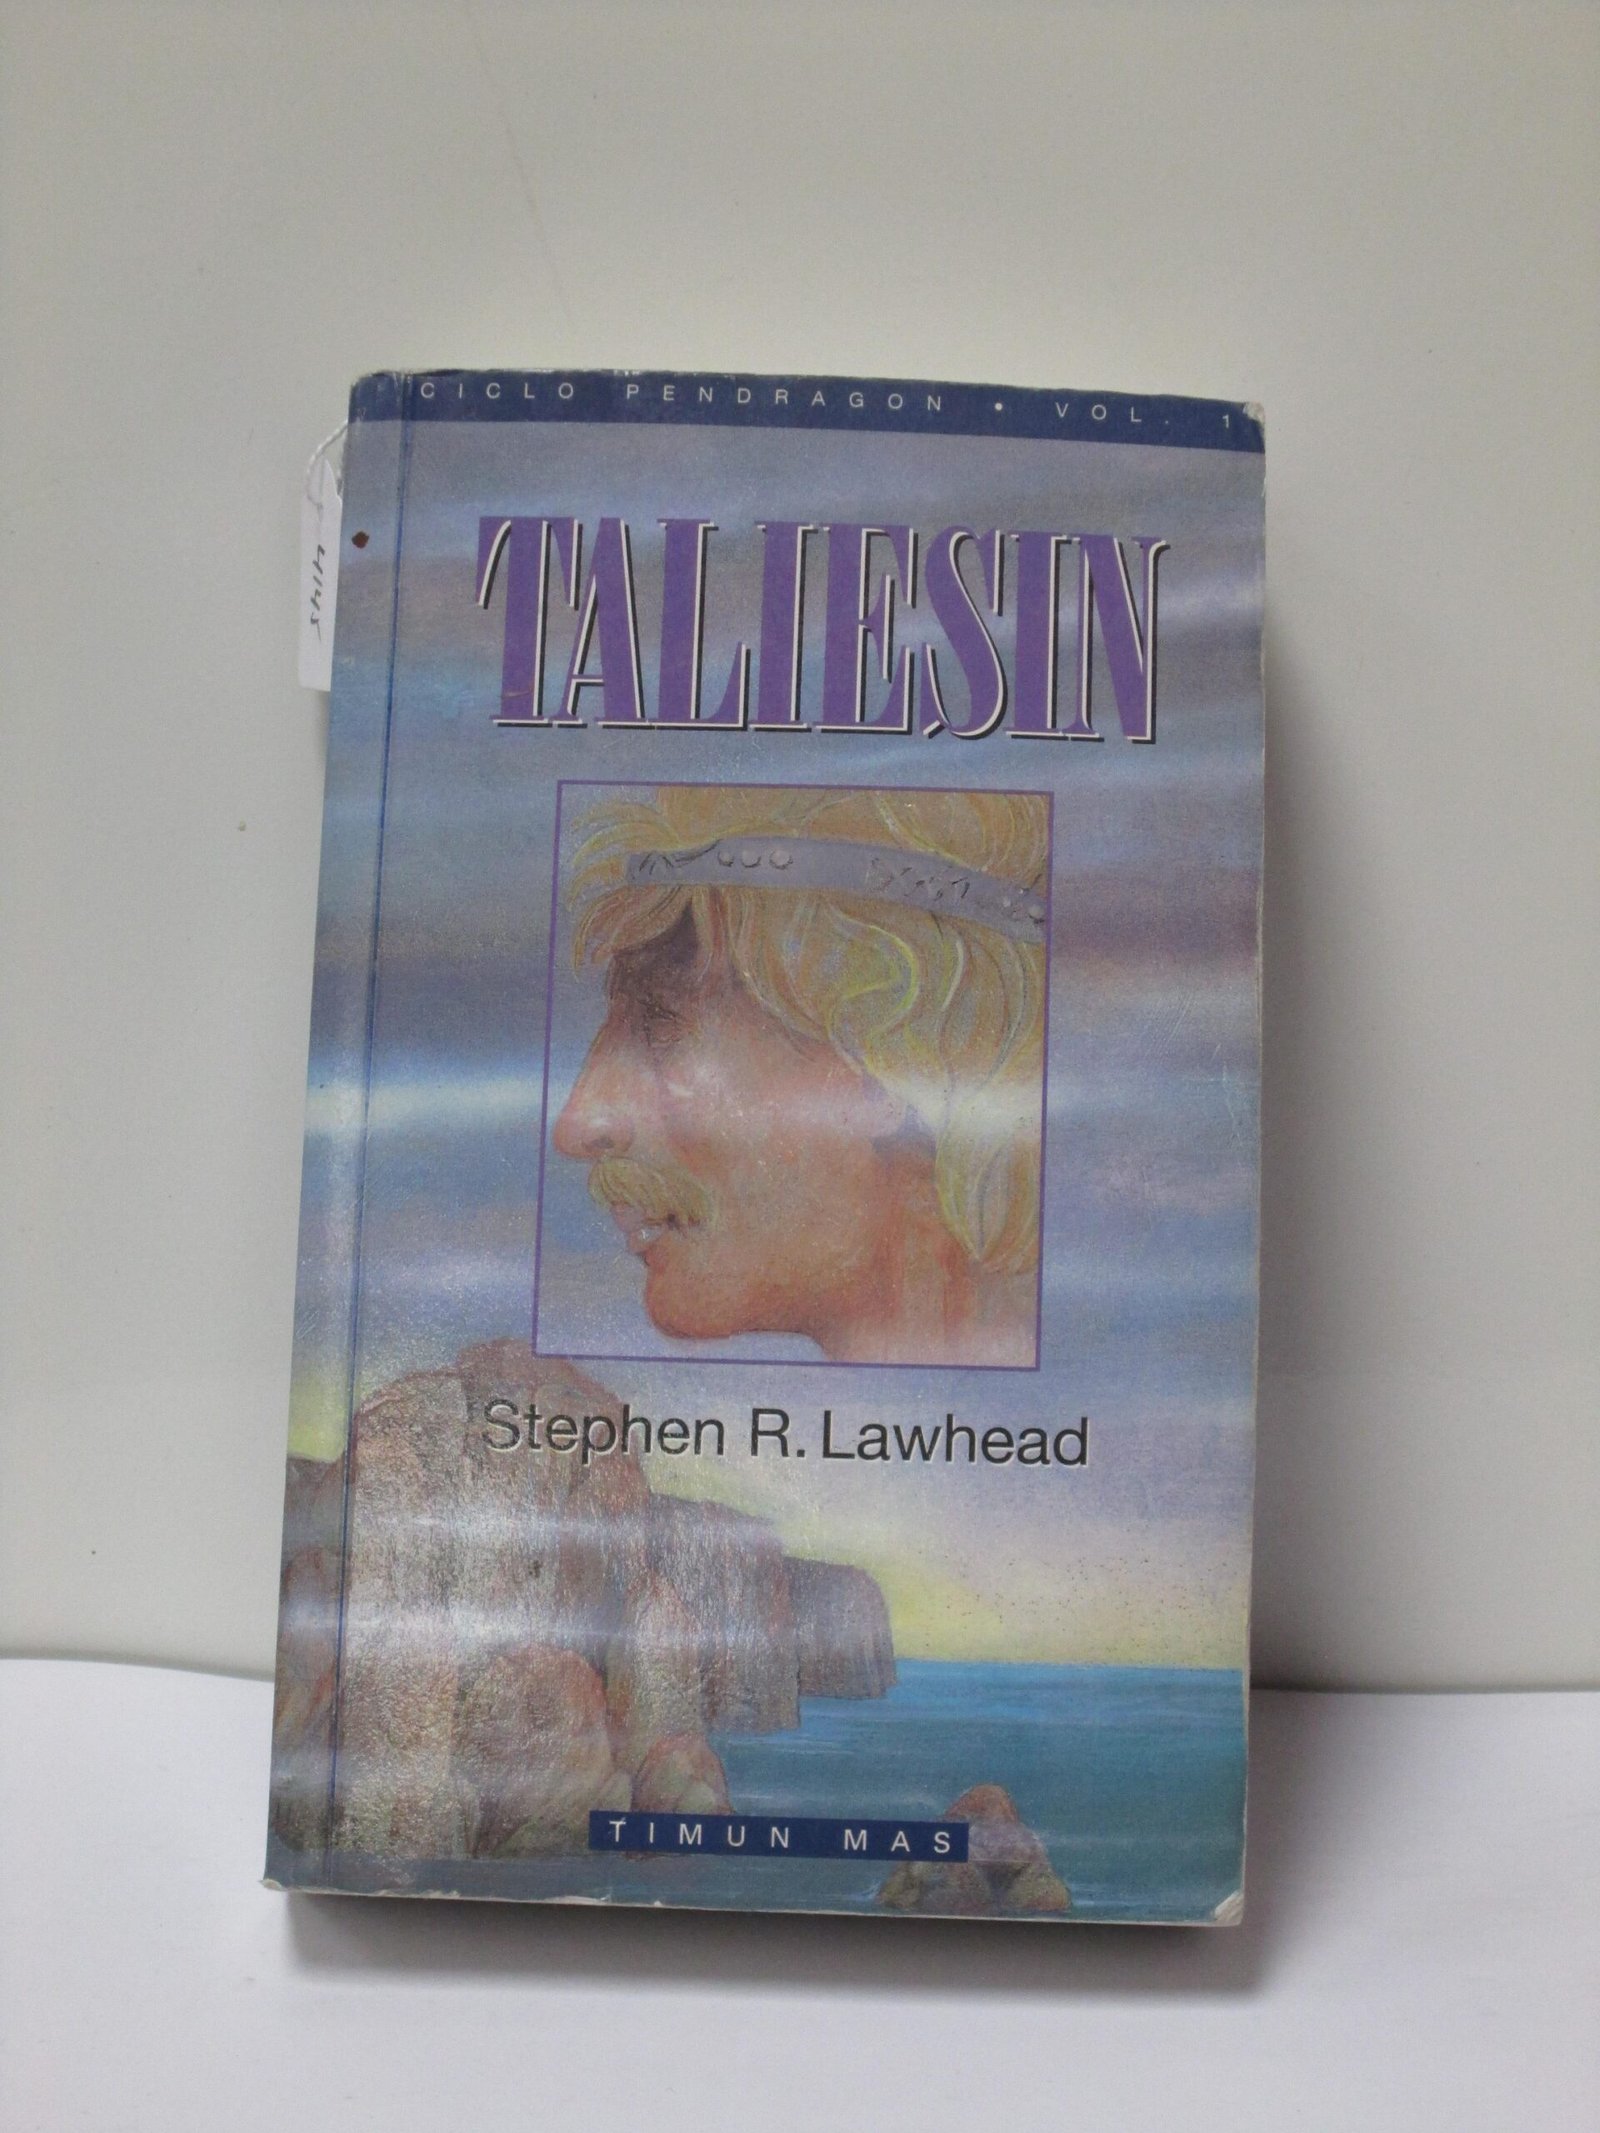 CICLO PENDRAGON • VOL. 1
TALIESIN
Stephen R. Lawhead
TIMUN MAS